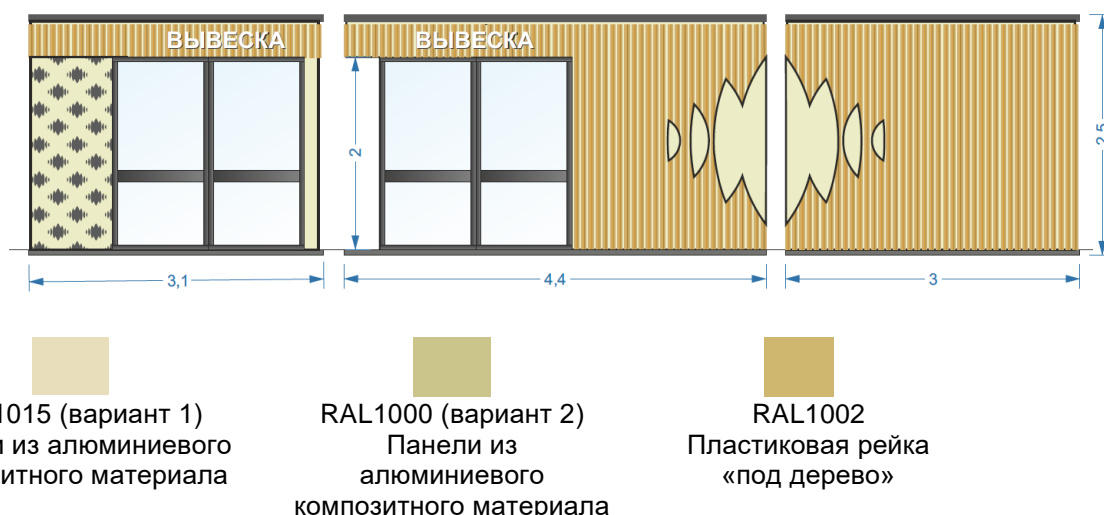 ВЫВЕСКА
ВЫВЕСКА
2
2,5
3,1
4,4
3
1015 (вариант 1)
из алюминиевого
итного материала
RAL1000 (вариант 2)
Панели из
алюминиевого
композитного материала
RAL1002
Пластиковая рейка
«под дерево»